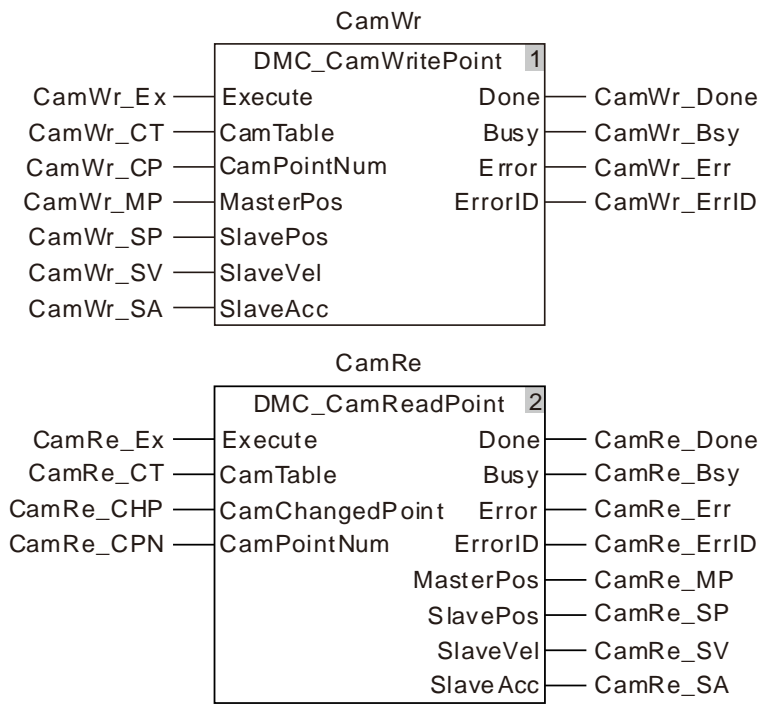 CamWr
DMC_CamWritePoint 1
CamWr_Ex Execute Done CamWr_Done
CamWr_CT CamTable Busy CamWr_Bsy
CamWr_CP CamPointNum Error CamWr_Err
CamWr_MP MasterPos ErrorID CamWr_ErrID
CamWr_SP SlavePos
CamWr_SV SlaveVel
CamWr_SA SlaveAcc
CamRe
DMC_CamReadPoint 2
CamRe_Ex Execute Done CamRe_Done
CamRe_CT CamTable Busy CamRe_Bsy
CamRe_CHP CamChangedPoint Error CamRe_Err
CamRe_CPN CamPointNum ErrorID CamRe_ErrID
MasterPos CamRe_MP
SlavePos CamRe_SP
SlaveVel CamRe_SV
SlaveAcc CamRe_SA